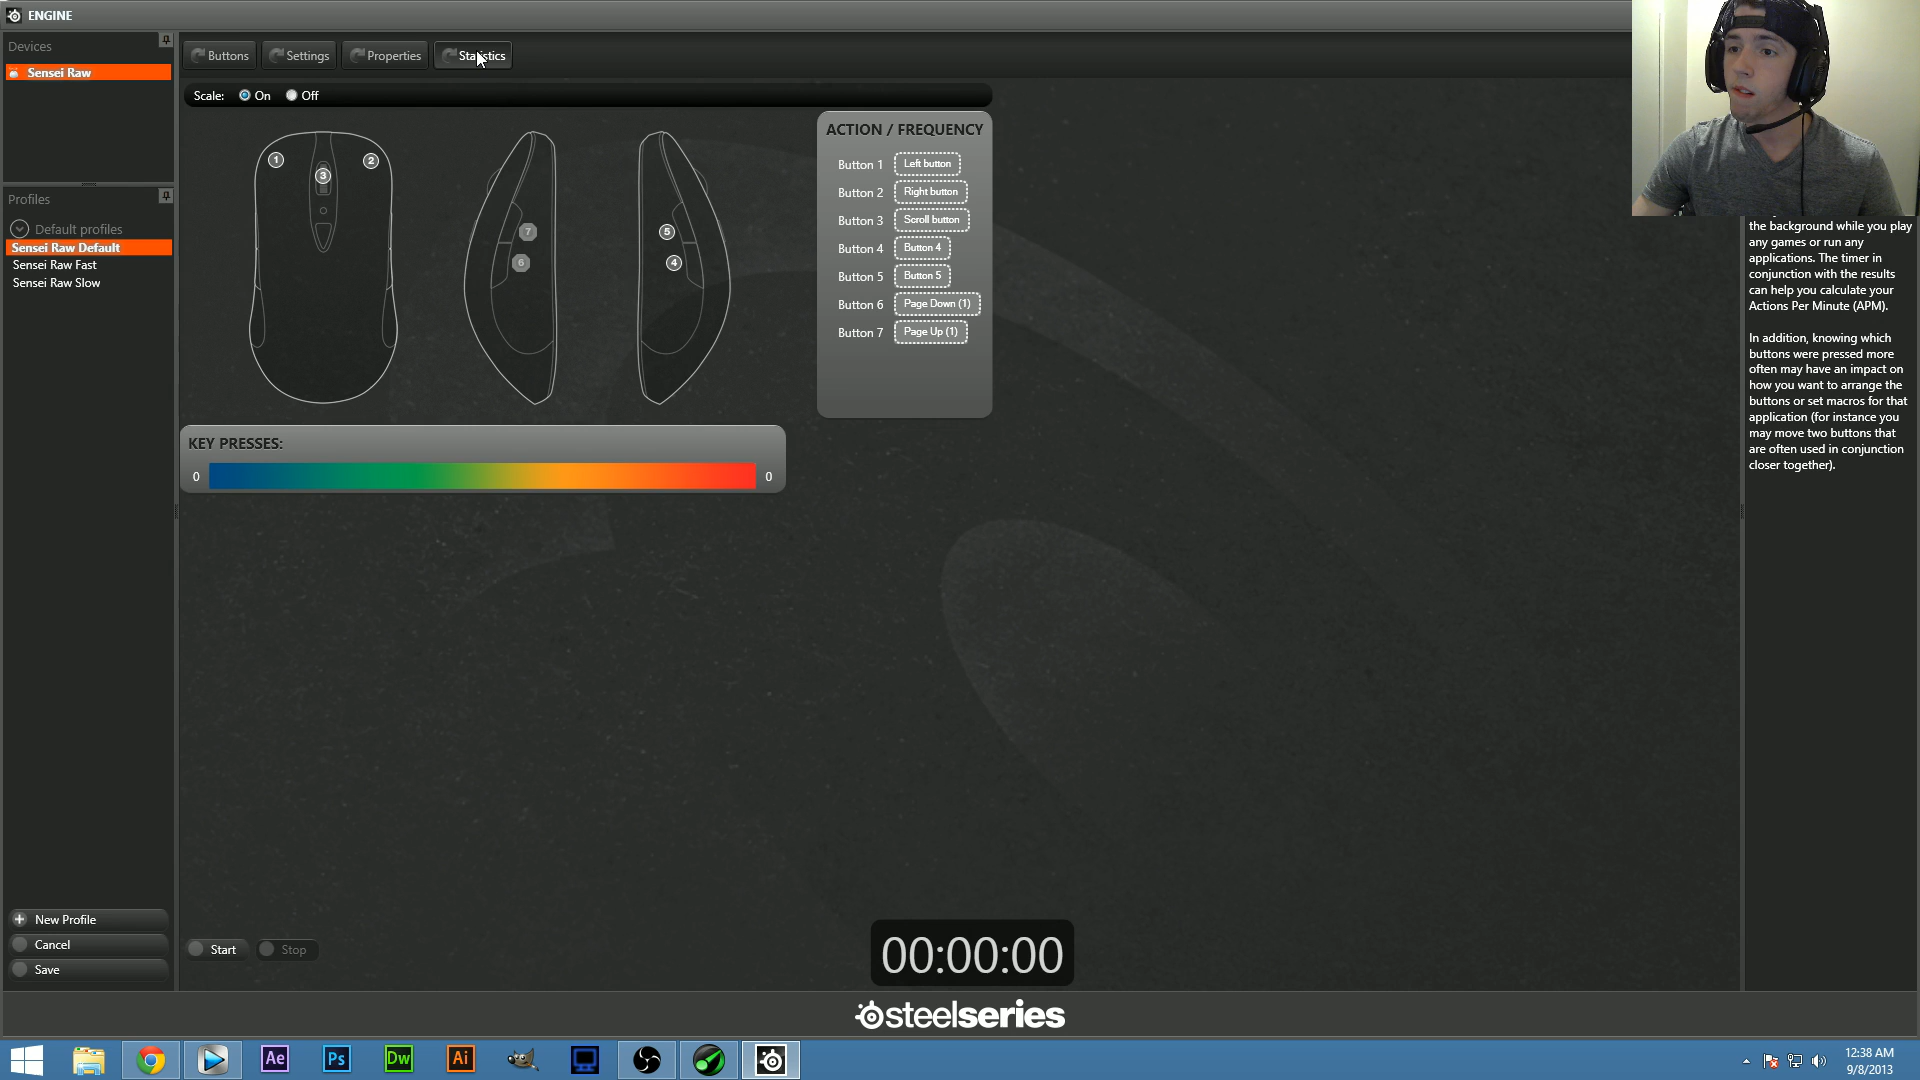 ENGINE
Devices
Sensei Raw
Profiles
Default profiles
Sensei Raw Default
Sensei Raw Fast
Sensei Raw Slow
New Profile
Cancel
Save
Buttons
Settings
Properties
Statistics
Scale:
On
Off
1
2
3
7
6
5
4
ACTION / FREQUENCY
Button 1 Left button
Button 2 Right button
Button 3 Scroll button
Button 4 Button 4
Button 5 Button 5
Button 6 Page Down (1)
Button 7 Page Up (1)
KEY PRESSES:
0
0
Start
Stop
00:00:00
steelseries
the background while you play
any games or run any
applications. The timer in
conjunction with the results
can help you calculate your
Actions Per Minute (APM).
In addition, knowing which
buttons were pressed more
often may have an impact on
how you want to arrange the
buttons or set macros for that
application (for instance you
may move two buttons that
are often used in conjunction
closer together).
Ae
Ps
Dw
Ai
12:38 AM
9/8/2013